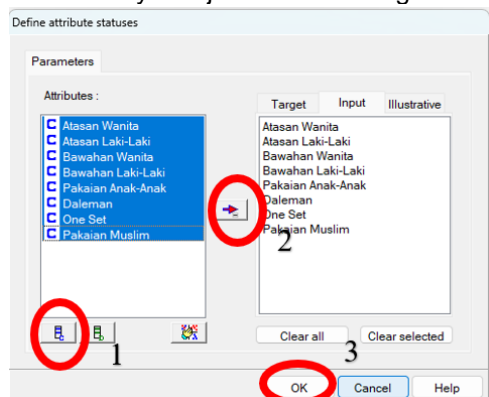 Define attribute statuses
Parameters
Attributes :
C Atasan Wanita
C Atasan Laki-Laki
C Bawahan Wanita
C Bawahan Laki-Laki
C Pakaian Anak-Anak
C Daleman
C One Set
C Pakaian Muslim
1
2
Target Input Illustrative
Atasan Wanita
Atasan Laki-Laki
Bawahan Wanita
Bawahan Laki-Laki
Pakaian Anak-Anak
Daleman
One Set
Pakaian Muslim
Clear all Clear selected
3
OK Cancel Help